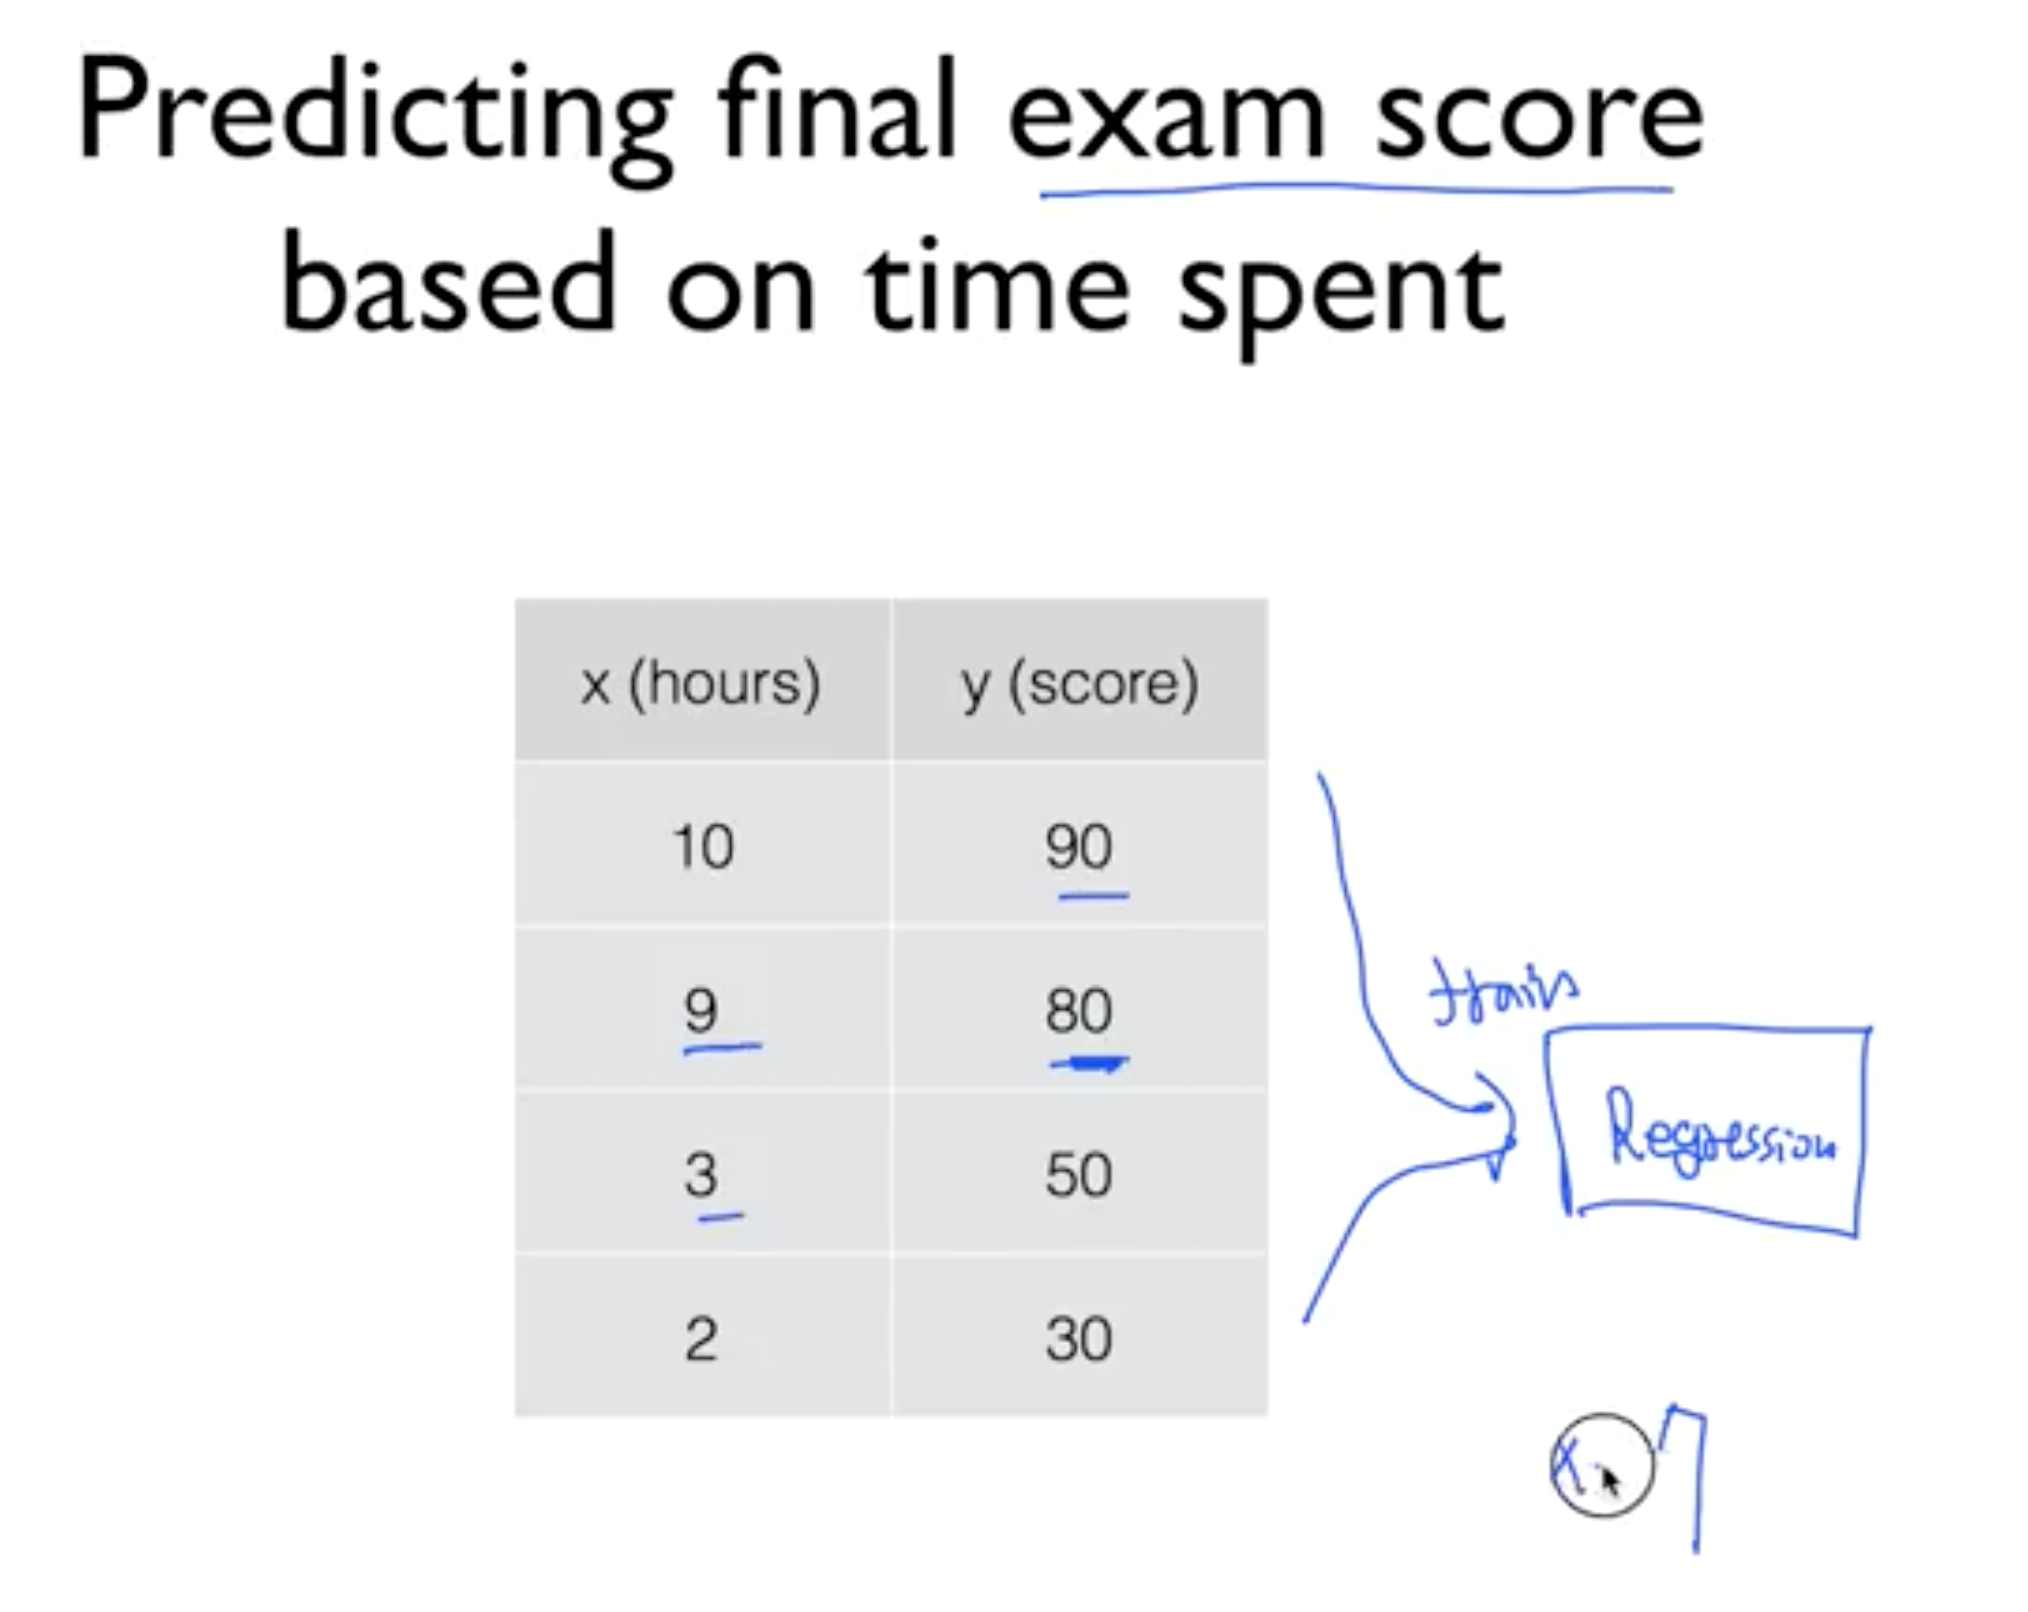 Predicting final exam score
based on time spent
x (hours) y (score)
10 90
9 80
3 50
2 30
Regression
x 7